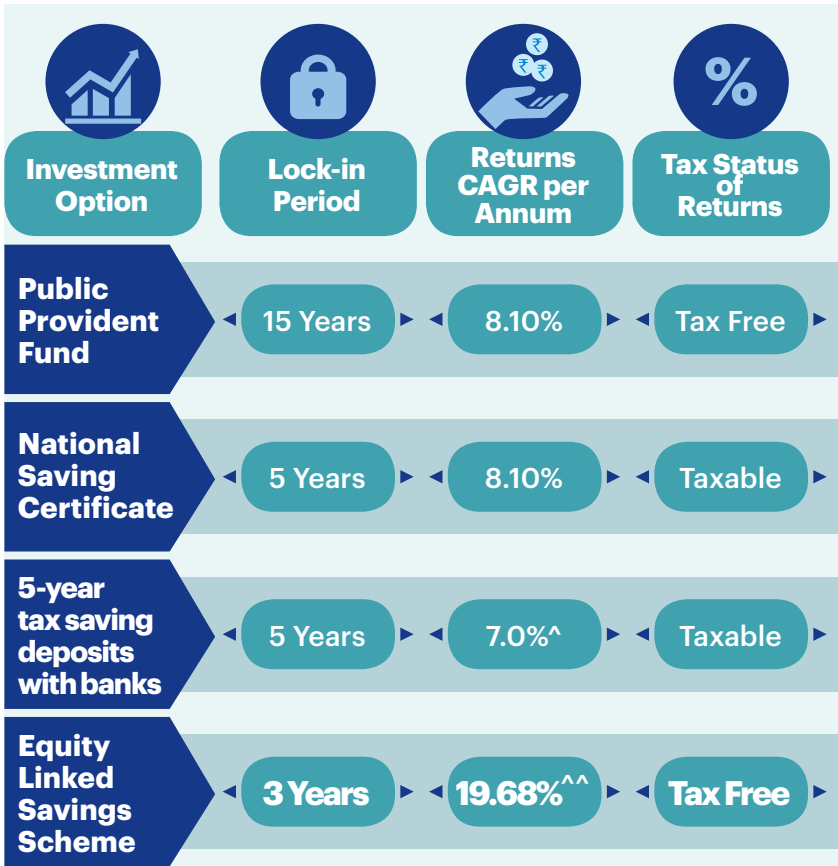 %
Investment
Option
Lock-in
Period
Returns
CAGR per
Annum
Tax Status
of
Returns
Public
Provident
Fund
15 Years
8.10%
Tax Free
National
Saving
Certificate
5 Years
8.10%
Taxable
5-year
tax saving
deposits
with banks
5 Years
7.0%^
Taxable
Equity
Linked
Savings
Scheme
3 Years
19.68%^^
Tax Free